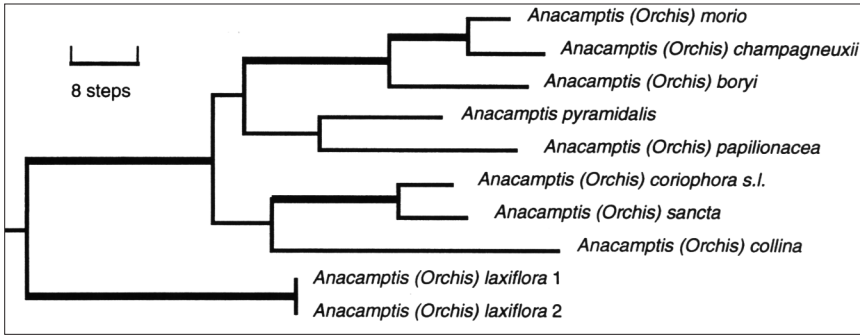 Anacamptis (Orchis) morio
Anacamptis (Orchis) champagneuxii
8 steps
Anacamptis (Orchis) boryi
Anacamptis pyramidalis
Anacamptis (Orchis) papilionacea
Anacamptis (Orchis) coriophora s.l.
Anacamptis (Orchis) sancta
Anacamptis (Orchis) collina
Anacamptis (Orchis) laxiflora 1
Anacamptis (Orchis) laxiflora 2